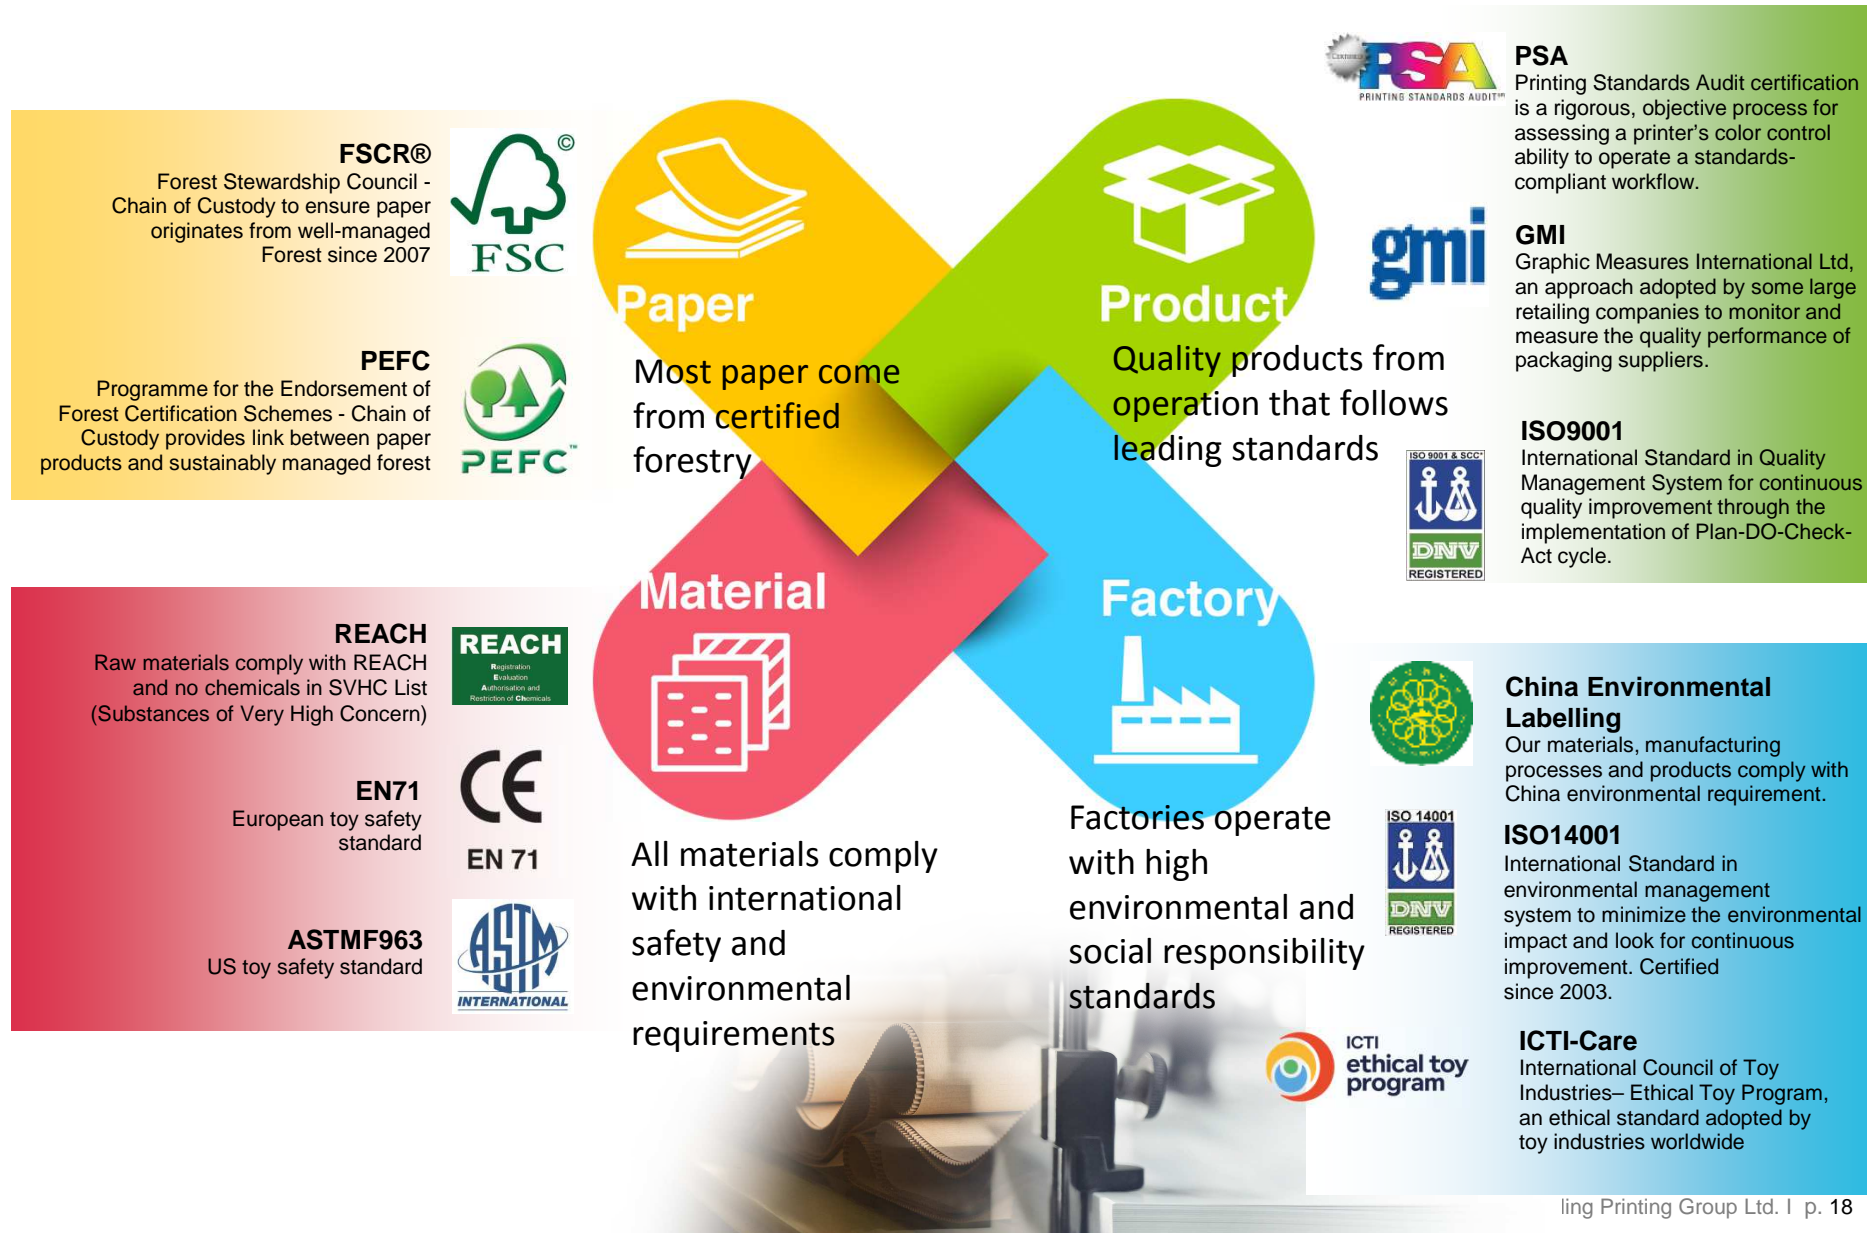 FSCR®
Forest Stewardship Council -
Chain of Custody to ensure paper
originates from well-managed
Forest since 2007
©
FSC
PEFC
Programme for the Endorsement of
Forest Certification Schemes - Chain of
Custody provides link between paper
products and sustainably managed forest
PEFC™
Paper
Most paper come
from certified
forestry
Product
Quality products from
operation that follows
leading standards
CERTIFIED
PSA
PRINTING STANDARDS AUDIT℠
PSA
Printing Standards Audit certification
is a rigorous, objective process for
assessing a printer’s color control
ability to operate a standards-
compliant workflow.
gmi
GMI
Graphic Measures International Ltd,
an approach adopted by some large
retailing companies to monitor and
measure the quality performance of
packaging suppliers.
ISO 9001 & SCC*
DNV
REGISTERED
ISO9001
International Standard in Quality
Management System for continuous
quality improvement through the
implementation of Plan-DO-Check-
Act cycle.
REACH
Raw materials comply with REACH
and no chemicals in SVHC List
(Substances of Very High Concern)
REACH
Registration
Evaluation
Authorisation and
Restriction of Chemicals
EN71
European toy safety
standard
CE
EN 71
ASTMF963
US toy safety standard
ASTM
INTERNATIONAL
Material
All materials comply
with international
safety and
environmental
requirements
Factory
Factories operate
with high
environmental and
social responsibility
standards
China Environmental
Labelling
Our materials, manufacturing
processes and products comply with
China environmental requirement.
ISO 14001
DNV
REGISTERED
ISO14001
International Standard in
environmental management
system to minimize the environmental
impact and look for continuous
improvement. Certified
since 2003.
ICTI
ethical toy
program
ICTI-Care
International Council of Toy
Industries– Ethical Toy Program,
an ethical standard adopted by
toy industries worldwide
ling Printing Group Ltd. I p. 18